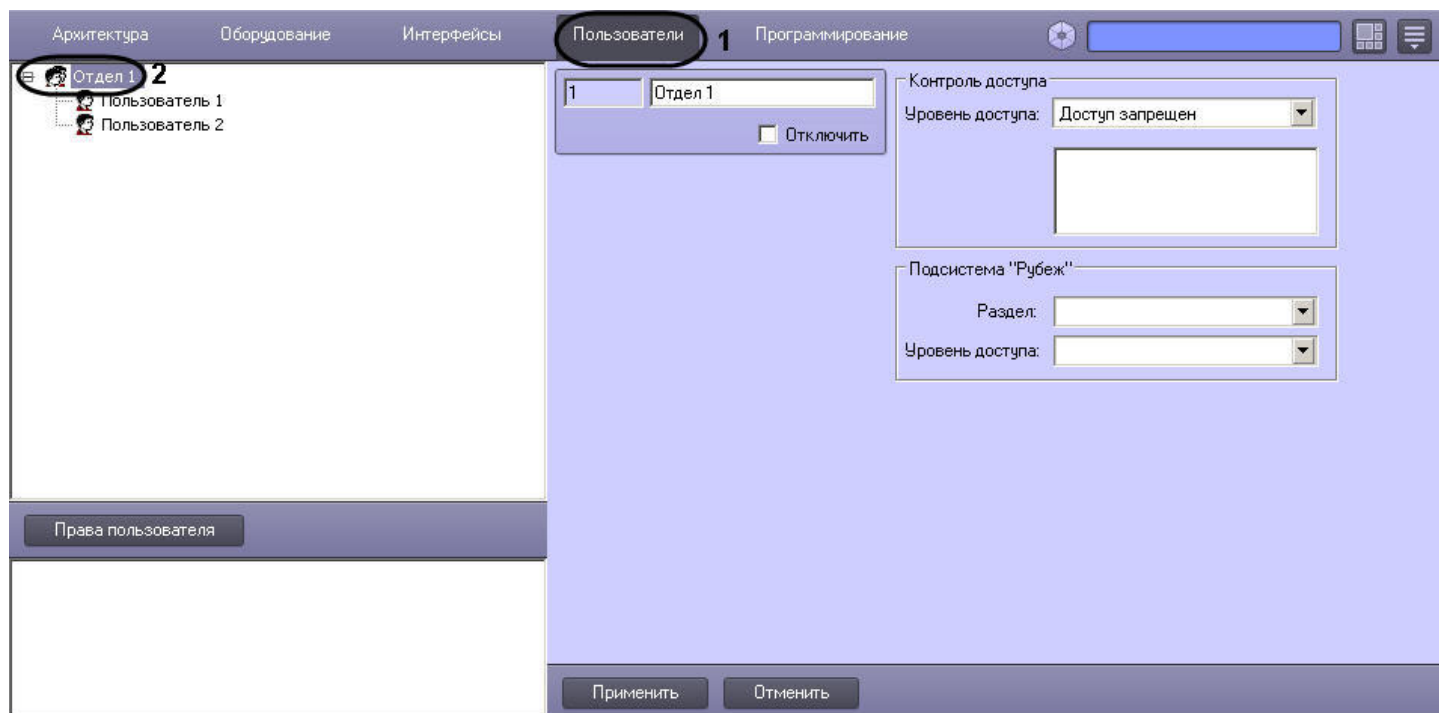 Архитектура Оборудование Интерфейсы Пользователи 1 Программирование
Отдел 1 2
Пользователь 1
Пользователь 2
1 Отдел 1
Отключить
Контроль доступа
Уровень доступа: Доступ запрещен
Подсистема "Рубеж"
Раздел:
Уровень доступа:
Права пользователя
Применить Отменить